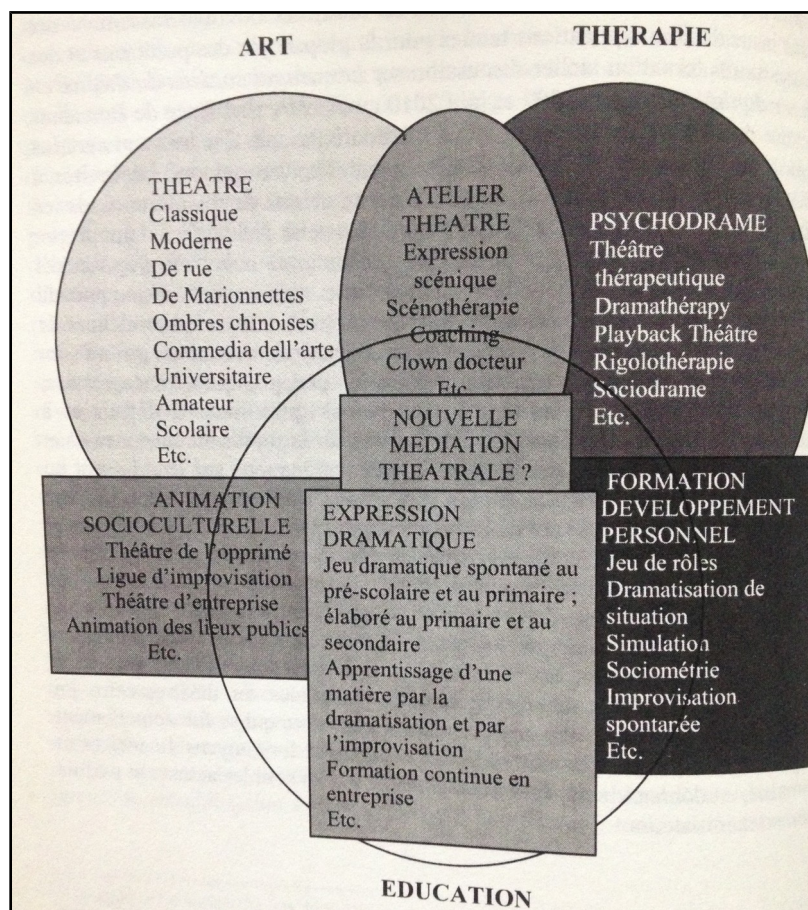 ART
THERAPIE
THEATRE
Classique
Moderne
De rue
De Marionnettes
Ombres chinoises
Commedia dell'arte
Universitaire
Amateur
Scolaire
Etc.
ATELIER
THEATRE
Expression
scénique
Scénothérapie
Coaching
Clown docteur
Etc
PSYCHODRAME
Théâtre
thérapeutique
Dramathérapy
Playback Théâtre
Rigolothérapie
Sociodrame
Etc.
NOUVELLE
MEDIATION
THEATRALE ?
ANIMATION
SOCIOCULTURELLE
Théâtre de l'opprimé
Ligue d'improvisation
Théâtre d'entreprise
Animation des lieux publics
Etc.
EXPRESSION
DRAMATIQUE
Jeu dramatique spontané au
pré-scolaire et au primaire ;
élaboré au primaire et au
secondaire
Apprentissage d'une
matière par la
dramatisation et par
l'improvisation
Formation continue en
entreprise
Etc.
FORMATION
DEVELOPPEMENT
PERSONNEL
Jeu de rôles
Dramatisation de
situation
Simulation
Sociométrie
Improvisation
spontanée
Etc.
EDUCATION